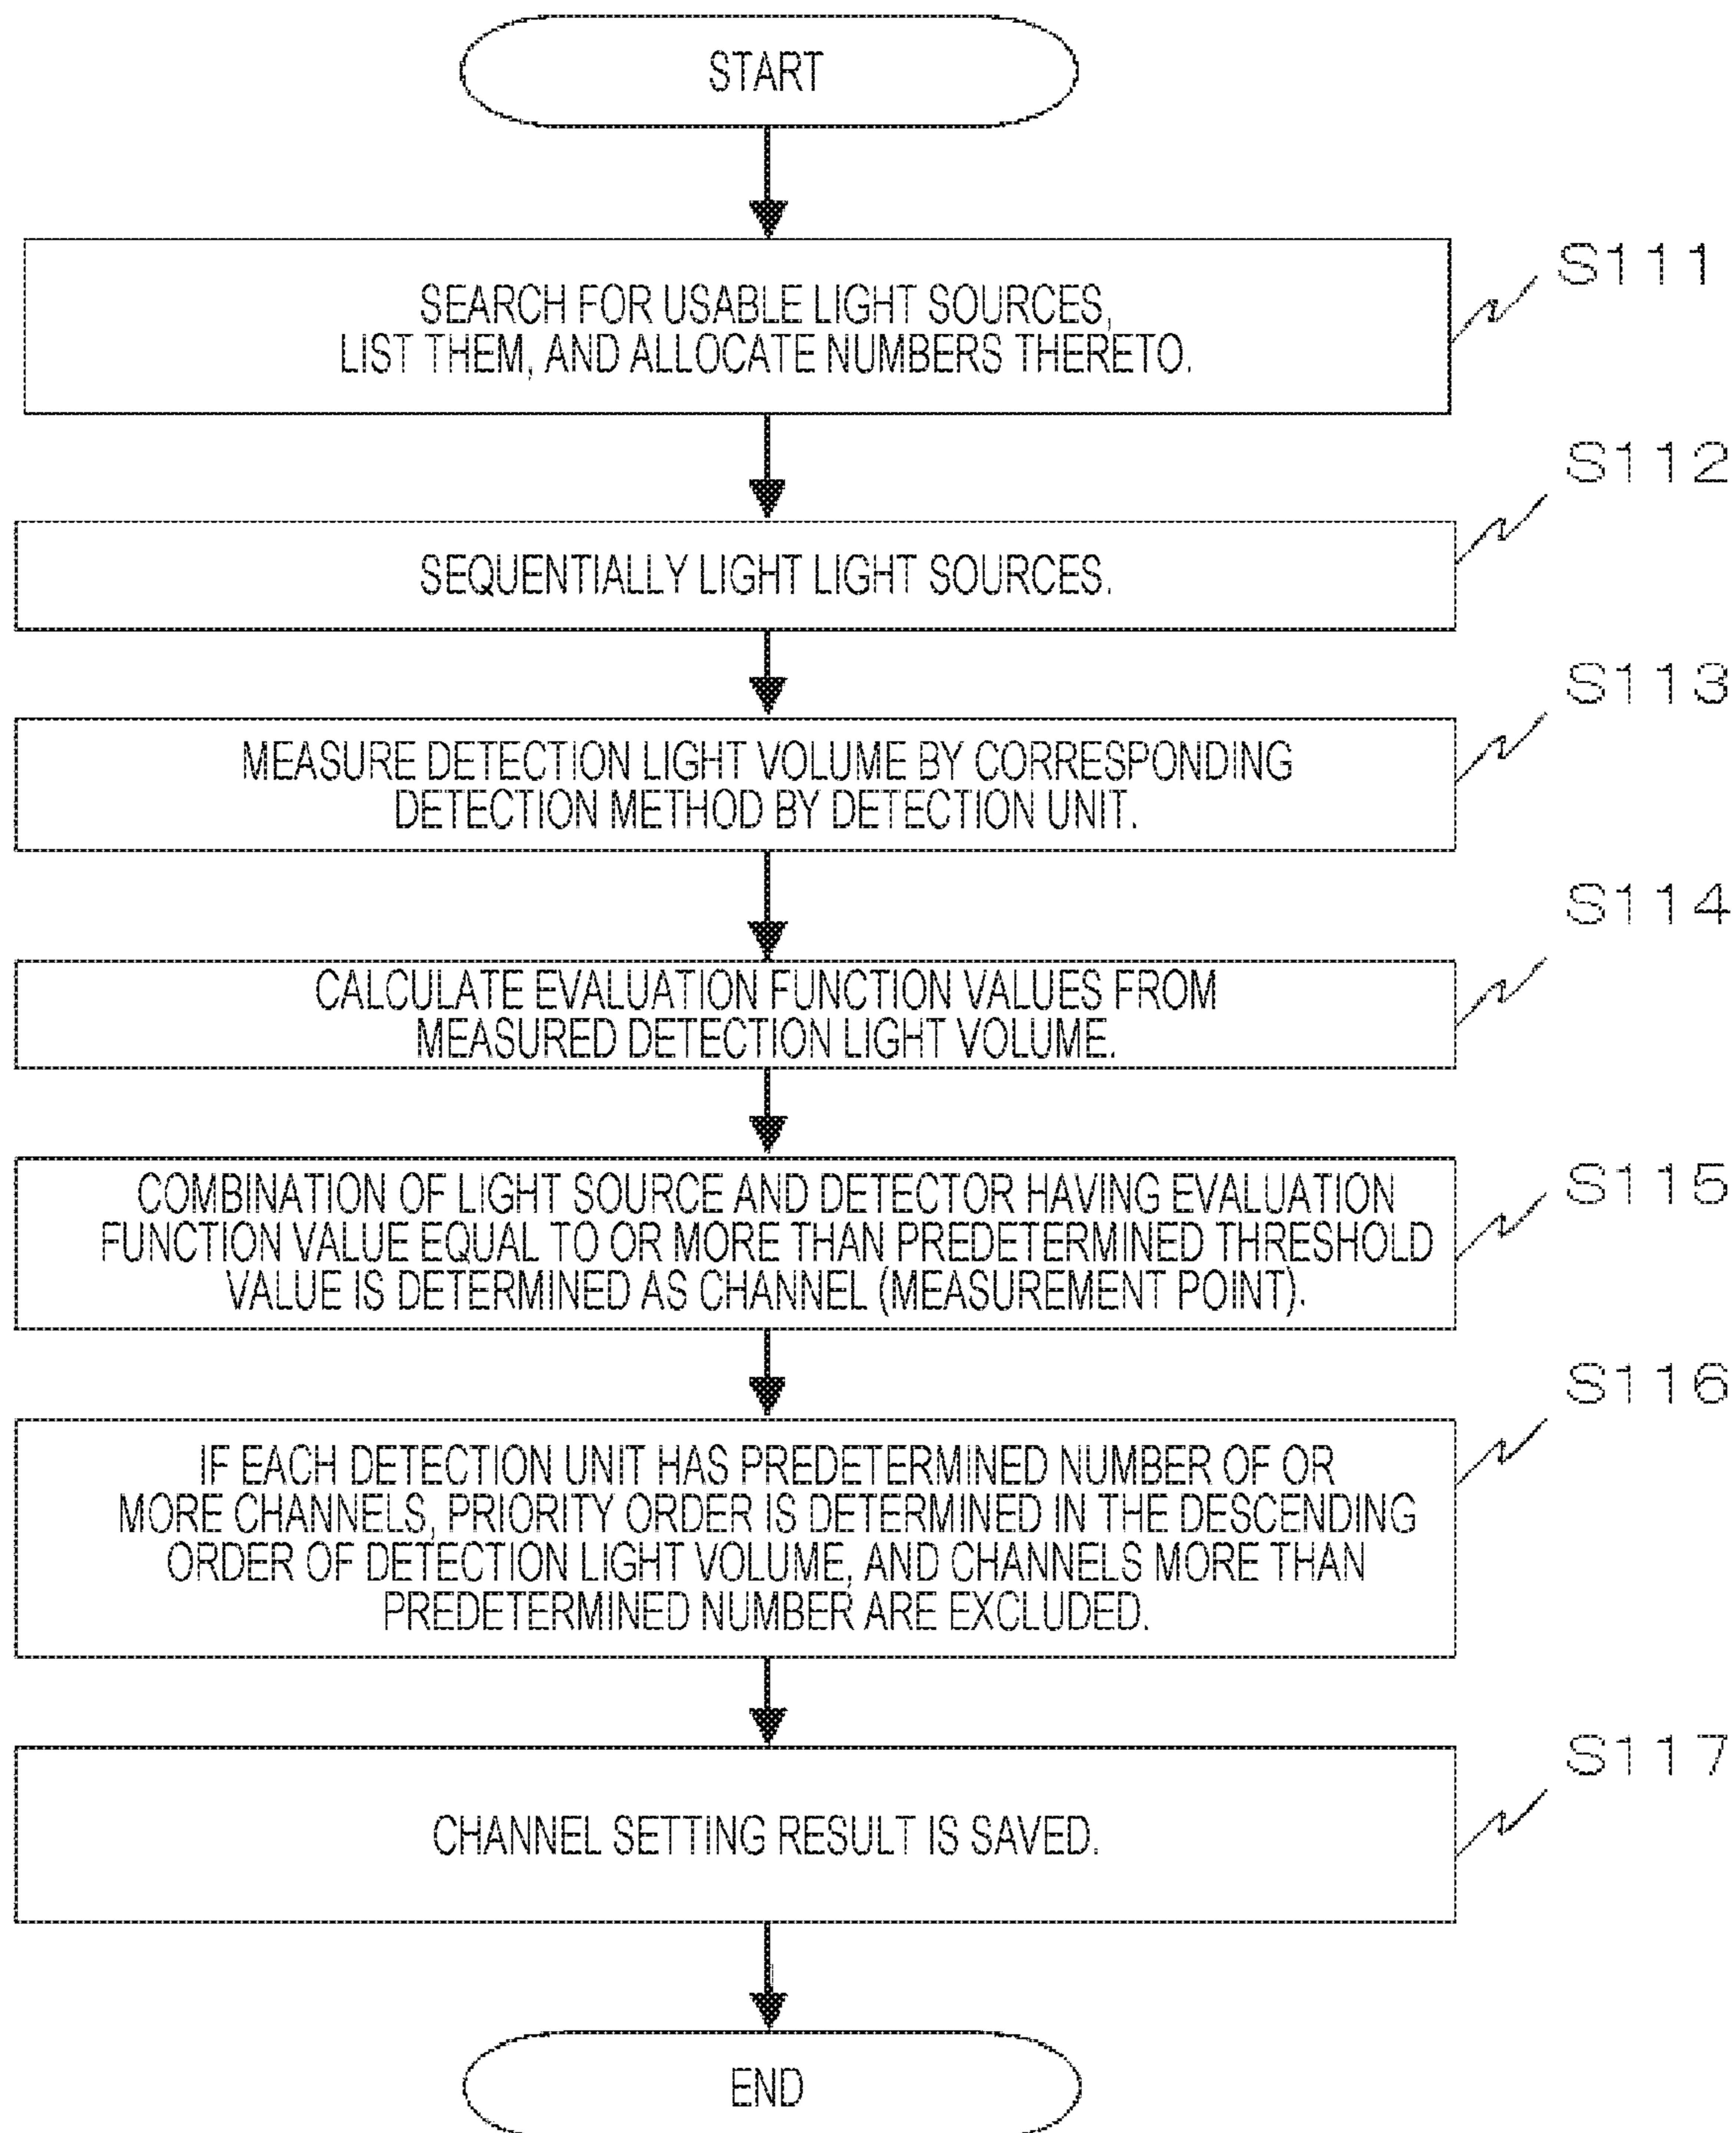 START
SEARCH FOR USABLE LIGHT SOURCES,
LIST THEM, AND ALLOCATE NUMBERS THERETO.
S111
SEQUENTIALLY LIGHT LIGHT SOURCES.
S112
MEASURE DETECTION LIGHT VOLUME BY CORRESPONDING
DETECTION METHOD BY DETECTION UNIT.
S113
CALCULATE EVALUATION FUNCTION VALUES FROM
MEASURED DETECTION LIGHT VOLUME.
S114
COMBINATION OF LIGHT SOURCE AND DETECTOR HAVING EVALUATION
FUNCTION VALUE EQUAL TO OR MORE THAN PREDETERMINED THRESHOLD
VALUE IS DETERMINED AS CHANNEL (MEASUREMENT POINT).
S115
IF EACH DETECTION UNIT HAS PREDETERMINED NUMBER OF OR
MORE CHANNELS, PRIORITY ORDER IS DETERMINED IN THE DESCENDING
ORDER OF DETECTION LIGHT VOLUME, AND CHANNELS MORE THAN
PREDETERMINED NUMBER ARE EXCLUDED.
S116
CHANNEL SETTING RESULT IS SAVED.
S117
END